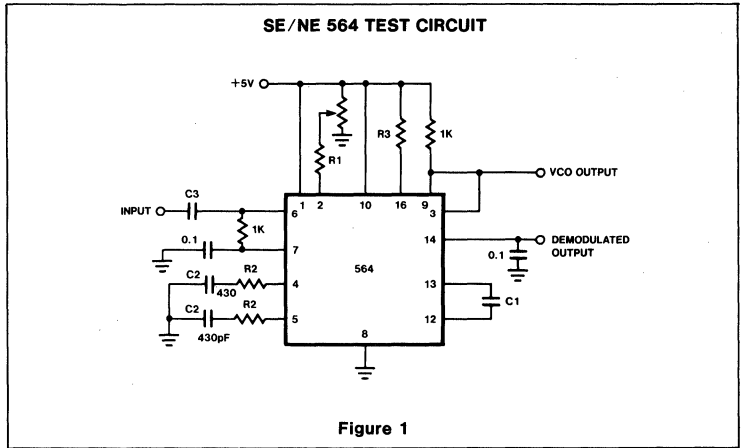 SE/NE 564 TEST CIRCUIT
+5V
R1
R3
1K
VCO OUTPUT
C3
INPUT
1 2 10 16 9
6
3
1K
14
DEMODULATED
OUTPUT
0.1
7
0.1
564
C2
R2
430
4
13
C1
C2
R2
430pF
5
12
8
Figure 1